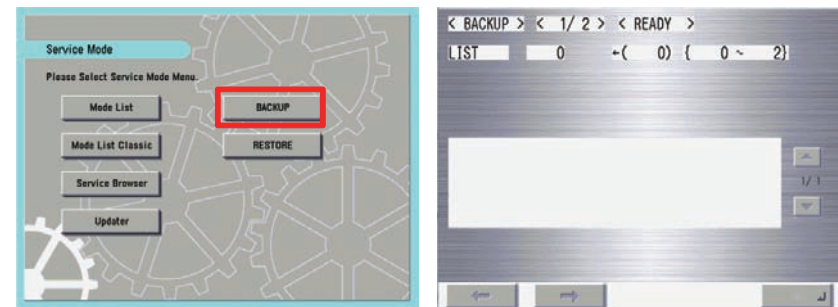 Service Mode
Please Select Service Mode Menu.
Mode List
BACKUP
Mode List Classic
RESTORE
Service Browser
Updater
< BACKUP > < 1/ 2 > < READY >
LIST 0 ←( 0) { 0 ~ 2}
1/ 1